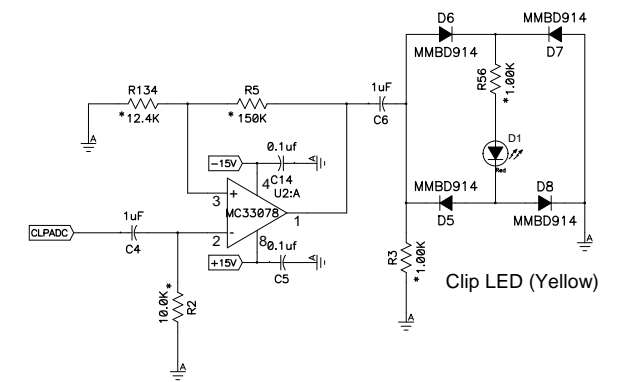 D6
MMBD914
MMBD914
D7
R56
*1.00K
D1
Red
R134
*12.4K
R5
*150K
1uF
C6
A
-15V
0.1uf
A
C14
U2:A
4
3
+
MC33078
1
2
-
8
CLPADC
1uF
C4
+15V
0.1uf
C5
A
10.0K*
R2
A
MMBD914
D5
D8
MMBD914
R3
*1.00K
A
A
Clip LED (Yellow)